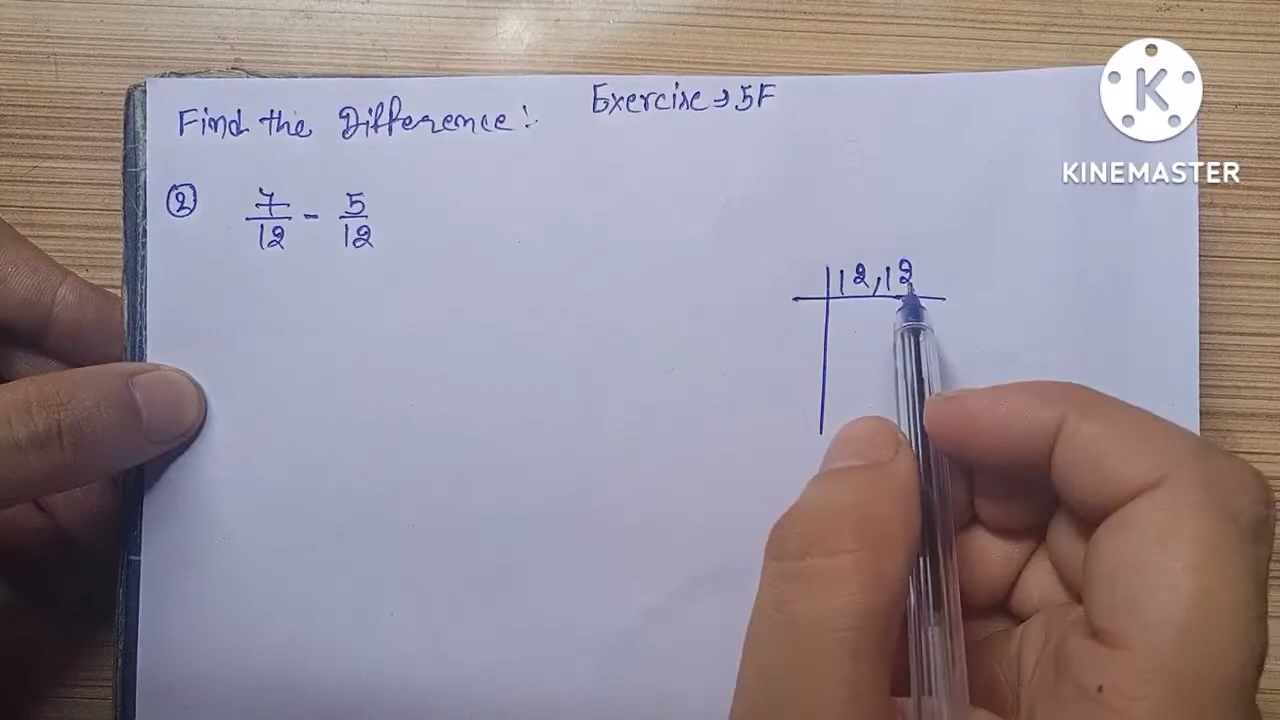 Find the Difference:
Exercise → 5F
② 7/12 - 5/12
12,12
K
KINEMASTER